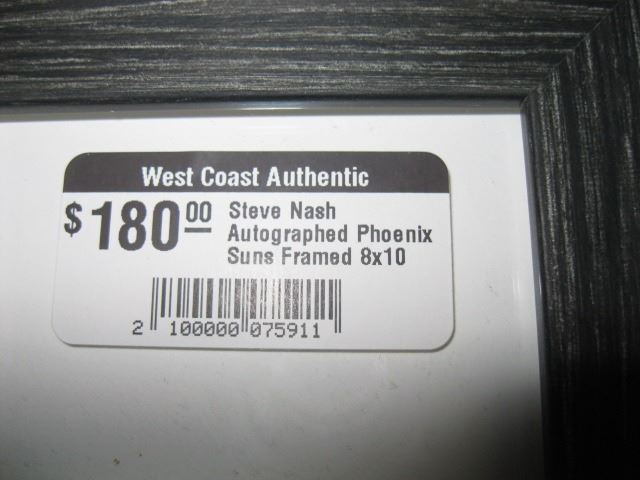 West Coast Authentic
$180.00
Steve Nash
Autographed Phoenix
Suns Framed 8x10
2 100000 075911